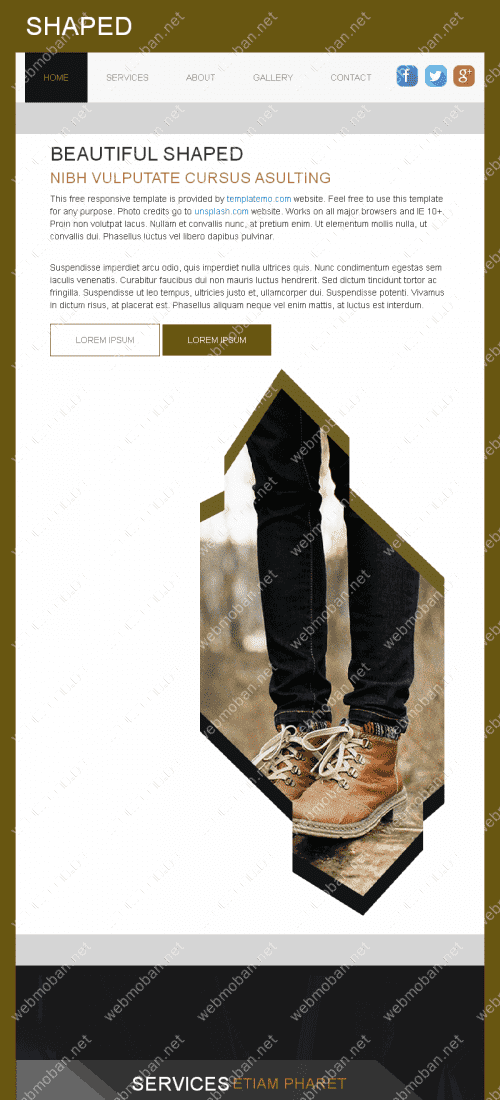 SHAPED
HOME SERVICES ABOUT GALLERY CONTACT
BEAUTIFUL SHAPED
NIBH VULPUTATE CURSUS ASULTING
This free responsive template is provided by templatemo.com website. Feel free to use this template
for any purpose. Photo credits go to unsplash.com website. Works on all major browsers and IE 10+.
Proin non volutpat lacus. Nullam et convallis nunc, at pretium enim. Ut elementum mollis nulla, ut
convallis dui. Phasellus luctus vel libero dapibus pulvinar.
Suspendisse imperdiet arcu odio, quis imperdiet nulla ultrices quis. Nunc condimentum egestas sem
iaculis venenatis. Curabitur faucibus dui non mauris luctus hendrerit. Sed dictum tincidunt tortor ac
fringilla. Suspendisse ut leo tempus, ultricies justo et, ullamcorper dui. Suspendisse potenti. Vivamus
in dictum risus, at placerat est. Phasellus aliquam neque vel enim mattis, at luctus est interdum.
LOREM IPSUM LOREM IPSUM
SERVICES ETIAM PHARET
webmoban.net